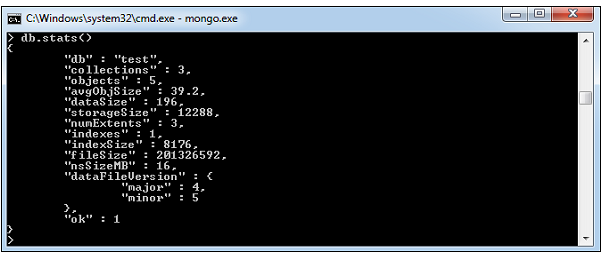 C:\Windows\system32\cmd.exe - mongo.exe
> db.stats()
{
        "db" : "test",
        "collections" : 3,
        "objects" : 5,
        "avgObjSize" : 39.2,
        "dataSize" : 196,
        "storageSize" : 12288,
        "numExtents" : 3,
        "indexes" : 1,
        "indexSize" : 8176,
        "fileSize" : 201326592,
        "nsSizeMB" : 16,
        "dataFileVersion" : {
                "major" : 4,
                "minor" : 5
        },
        "ok" : 1
}
>